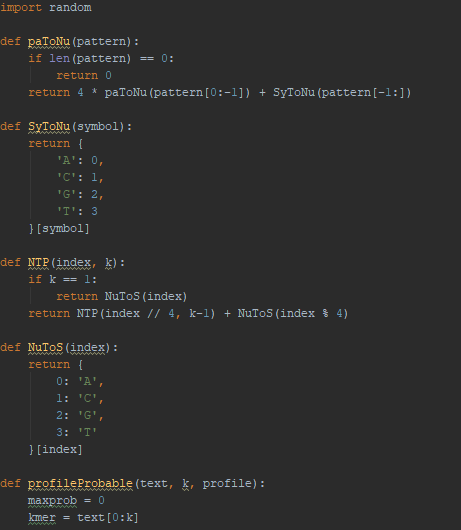 import random
def paToNu(pattern):
    if len(pattern) == 0:
        return 0
    return 4 * paToNu(pattern[0:-1]) + SyToNu(pattern[-1:])
def SyToNu(symbol):
    return {
        'A': 0,
        'C': 1,
        'G': 2,
        'T': 3
    }[symbol]
def NTP(index, k):
    if k == 1:
        return NuToS(index)
    return NTP(index // 4, k-1) + NuToS(index % 4)
def NuToS(index):
    return {
        0: 'A',
        1: 'C',
        2: 'G',
        3: 'T'
    }[index]
def profileProbable(text, k, profile):
    maxprob = 0
    kmer = text[0:k]